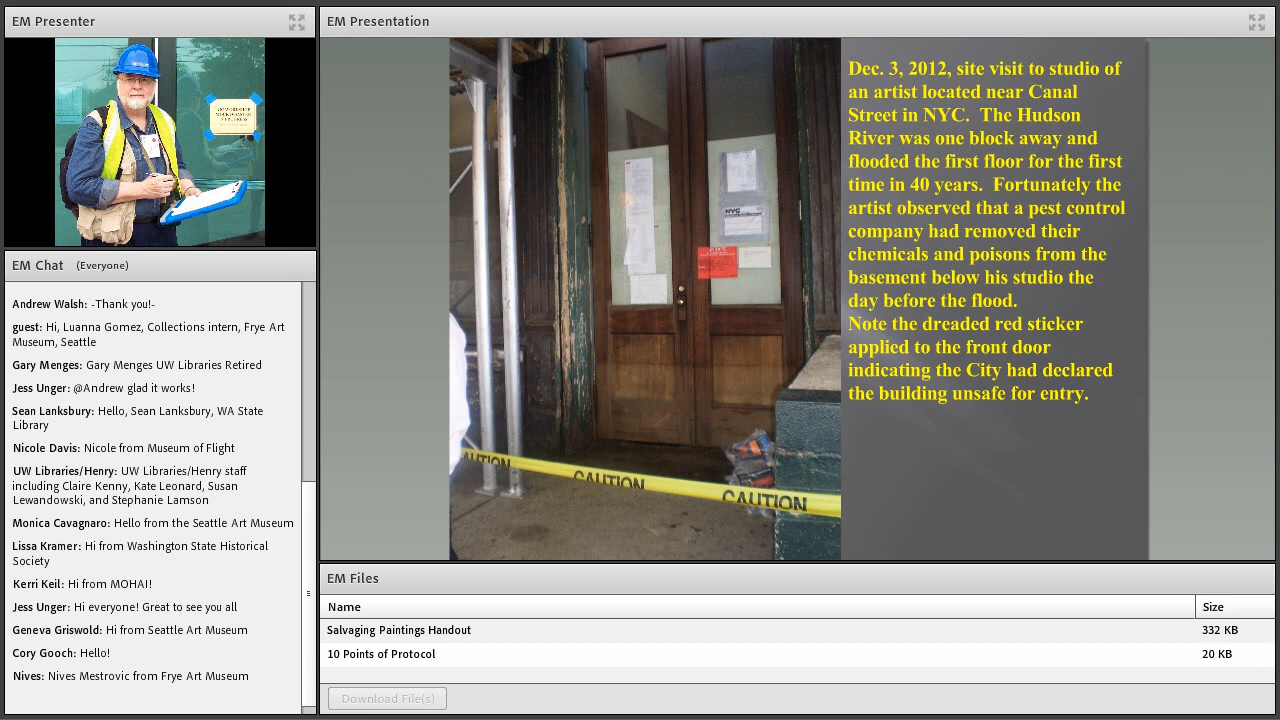 EM Presenter
EM Chat (Everyone)
Andrew Walsh: -Thank you!-
guest: Hi, Luanna Gomez, Collections intern, Frye Art
Museum, Seattle
Gary Menges: Gary Menges UW Libraries Retired
Jess Unger: @Andrew glad it works!
Sean Lanksbury: Hello, Sean Lanksbury, WA State
Library
Nicole Davis: Nicole from Museum of Flight
UW Libraries/Henry: UW Libraries/Henry staff
including Claire Kenny, Kate Leonard, Susan
Lewandowski, and Stephanie Lamson
Monica Cavagnaro: Hello from the Seattle Art Museum
Lissa Kramer: Hi from Washington State Historical
Society
Kerri Keil: Hi from MOHAI!
Jess Unger: Hi everyone! Great to see you all
Geneva Griswold: Hi from Seattle Art Museum
Cory Gooch: Hello!
Nives: Nives Mestrovic from Frye Art Museum
EM Presentation
NYC
CAUTION
CAUTION
CAUTION
Dec. 3, 2012, site visit to studio of
an artist located near Canal
Street in NYC. The Hudson
River was one block away and
flooded the first floor for the first
time in 40 years. Fortunately the
artist observed that a pest control
company had removed their
chemicals and poisons from the
basement below his studio the
day before the flood.
Note the dreaded red sticker
applied to the front door
indicating the City had declared
the building unsafe for entry.
EM Files
Name Size
Salvaging Paintings Handout 332 KB
10 Points of Protocol 20 KB
Download File(s)